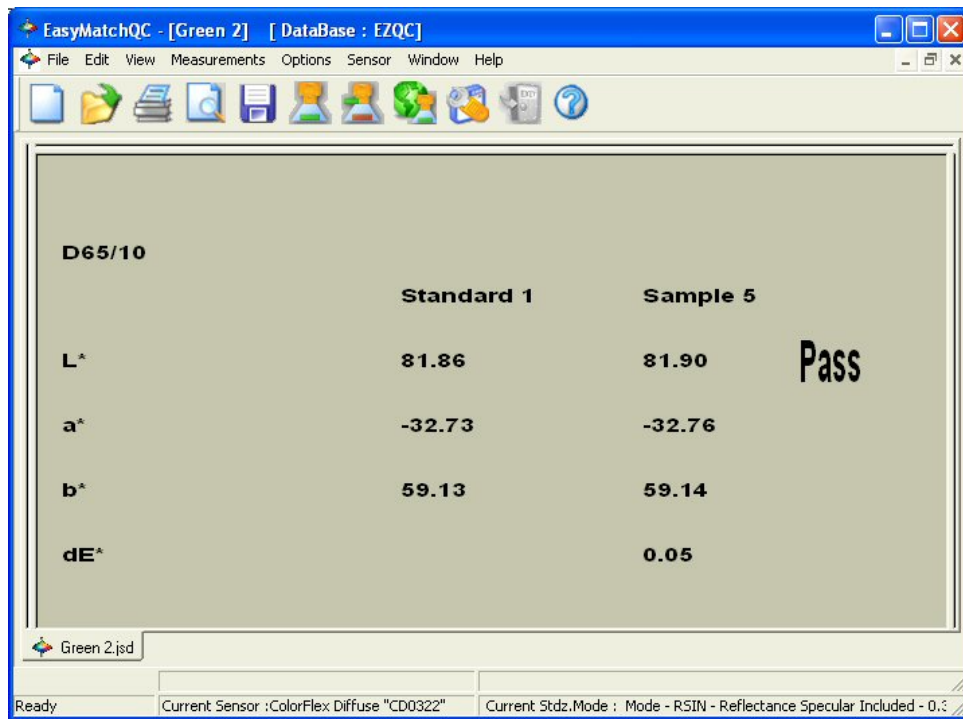 EasyMatchQC - [Green 2] [ DataBase : EZQC]
File Edit View Measurements Options Sensor Window Help
EXIT
D65/10
Standard 1 Sample 5
L* 81.86 81.90 Pass
a* -32.73 -32.76
b* 59.13 59.14
dE* 0.05
Green 2.jsd
Ready Current Sensor :ColorFlex Diffuse "CD0322" Current Stdz.Mode : Mode - RSIN - Reflectance Specular Included - 0.3